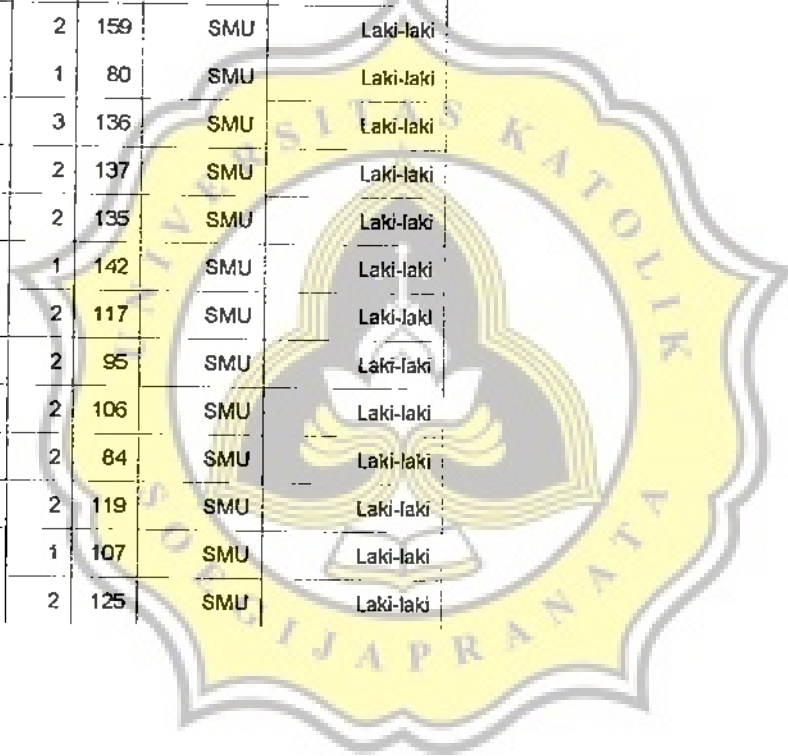 2 159 SMU Laki-laki
1 80 SMU Laki-laki
3 136 SMU Laki-laki
2 137 SMU Laki-laki
2 135 SMU Laki-laki
1 142 SMU Laki-laki
2 117 SMU Laki-laki
2 95 SMU Laki-laki
2 106 SMU Laki-laki
2 84 SMU Laki-laki
2 119 SMU Laki-laki
1 107 SMU Laki-laki
2 125 SMU Laki-laki
UNIVERSITAS KATOLIK
SOEGIJAPRANATA